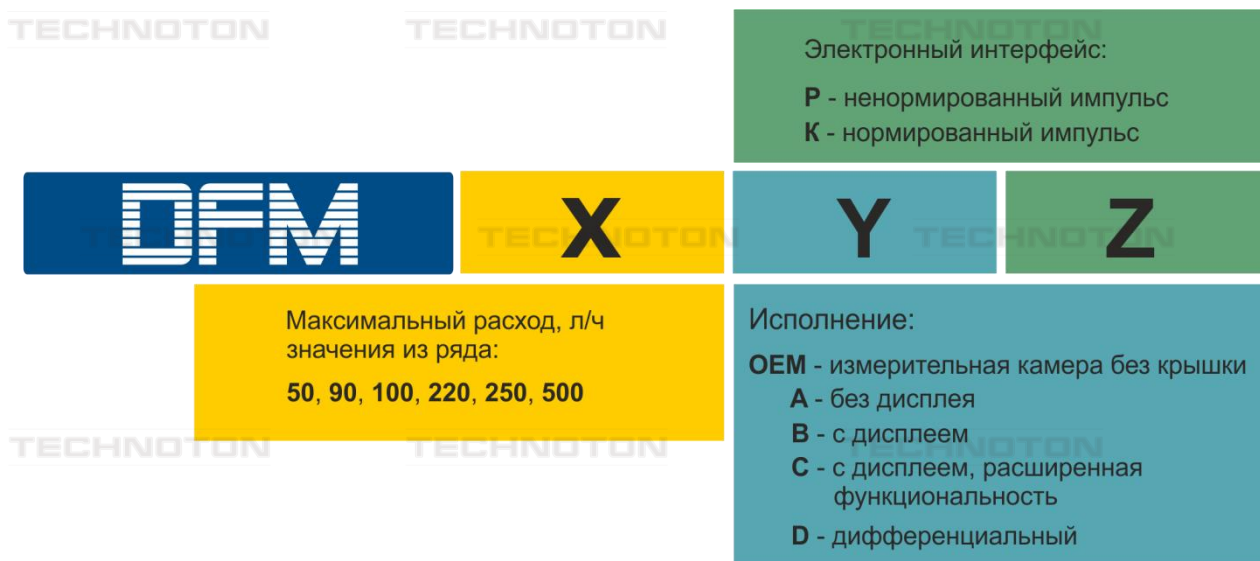 TECHNOTON TECHNOTON TECHNOTON
Электронный интерфейс:
P - ненормированный импульс
К - нормированный импульс
DFM X Y Z
TECHNOTON TECHNOTON TECHNOTON
Максимальный расход, л/ч
значения из ряда:
50, 90, 100, 220, 250, 500
Исполнение:
OEM - измерительная камера без крышки
A - без дисплея
B - с дисплеем
C - с дисплеем, расширенная
функциональность
D - дифференциальный
TECHNOTON TECHNOTON TECHNOTON